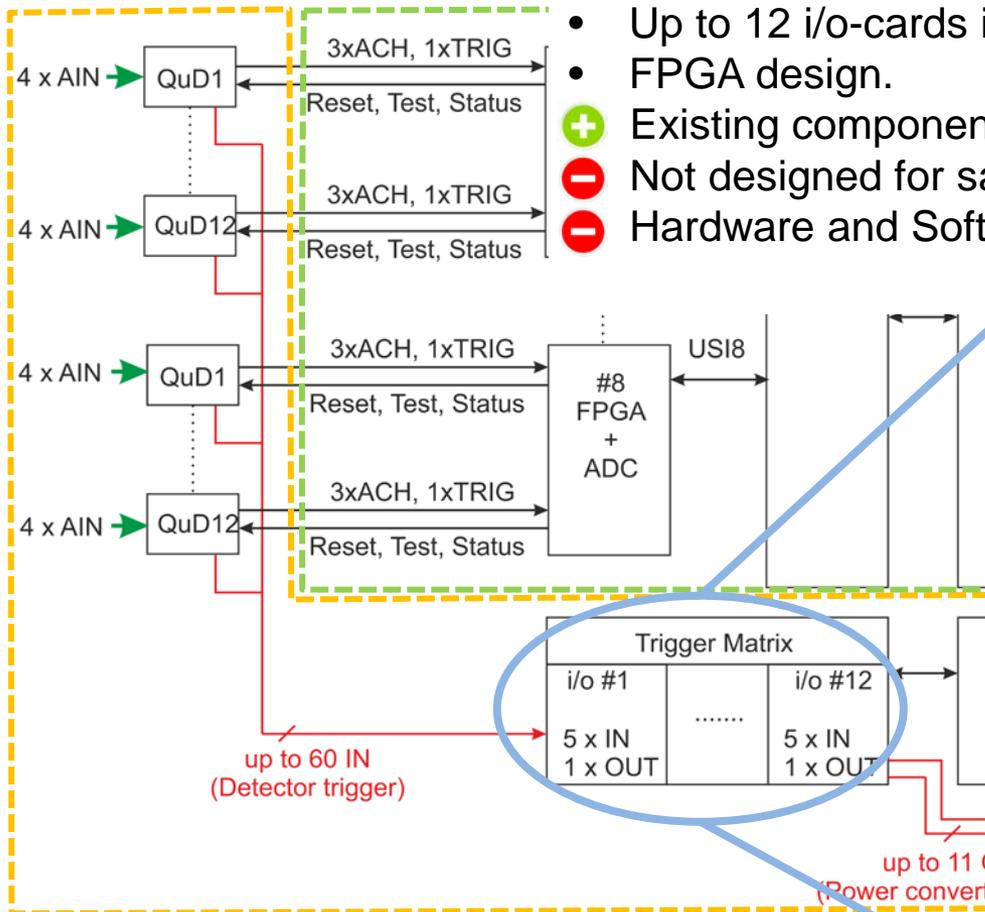 • Up to 12 i/o-cards i
• FPGA design.
Existing componen
Not designed for sa
Hardware and Soft
4 x AIN
QuD1
3xACH, 1xTRIG
Reset, Test, Status
4 x AIN
QuD12
3xACH, 1xTRIG
Reset, Test, Status
4 x AIN
QuD1
3xACH, 1xTRIG
Reset, Test, Status
4 x AIN
QuD12
3xACH, 1xTRIG
Reset, Test, Status
#8
FPGA
+
ADC
USI8
Trigger Matrix
i/o #1
5 x IN
1 x OUT
.......
i/o #12
5 x IN
1 x OUT
up to 60 IN
(Detector trigger)
up to 11
(Power convert